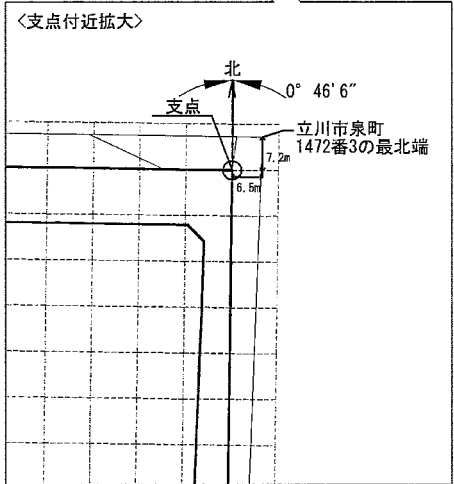 <支点付近拡大>
北
0° 46'6"
支点
立川市泉町
1472番3の最北端
7.2m
6.5m